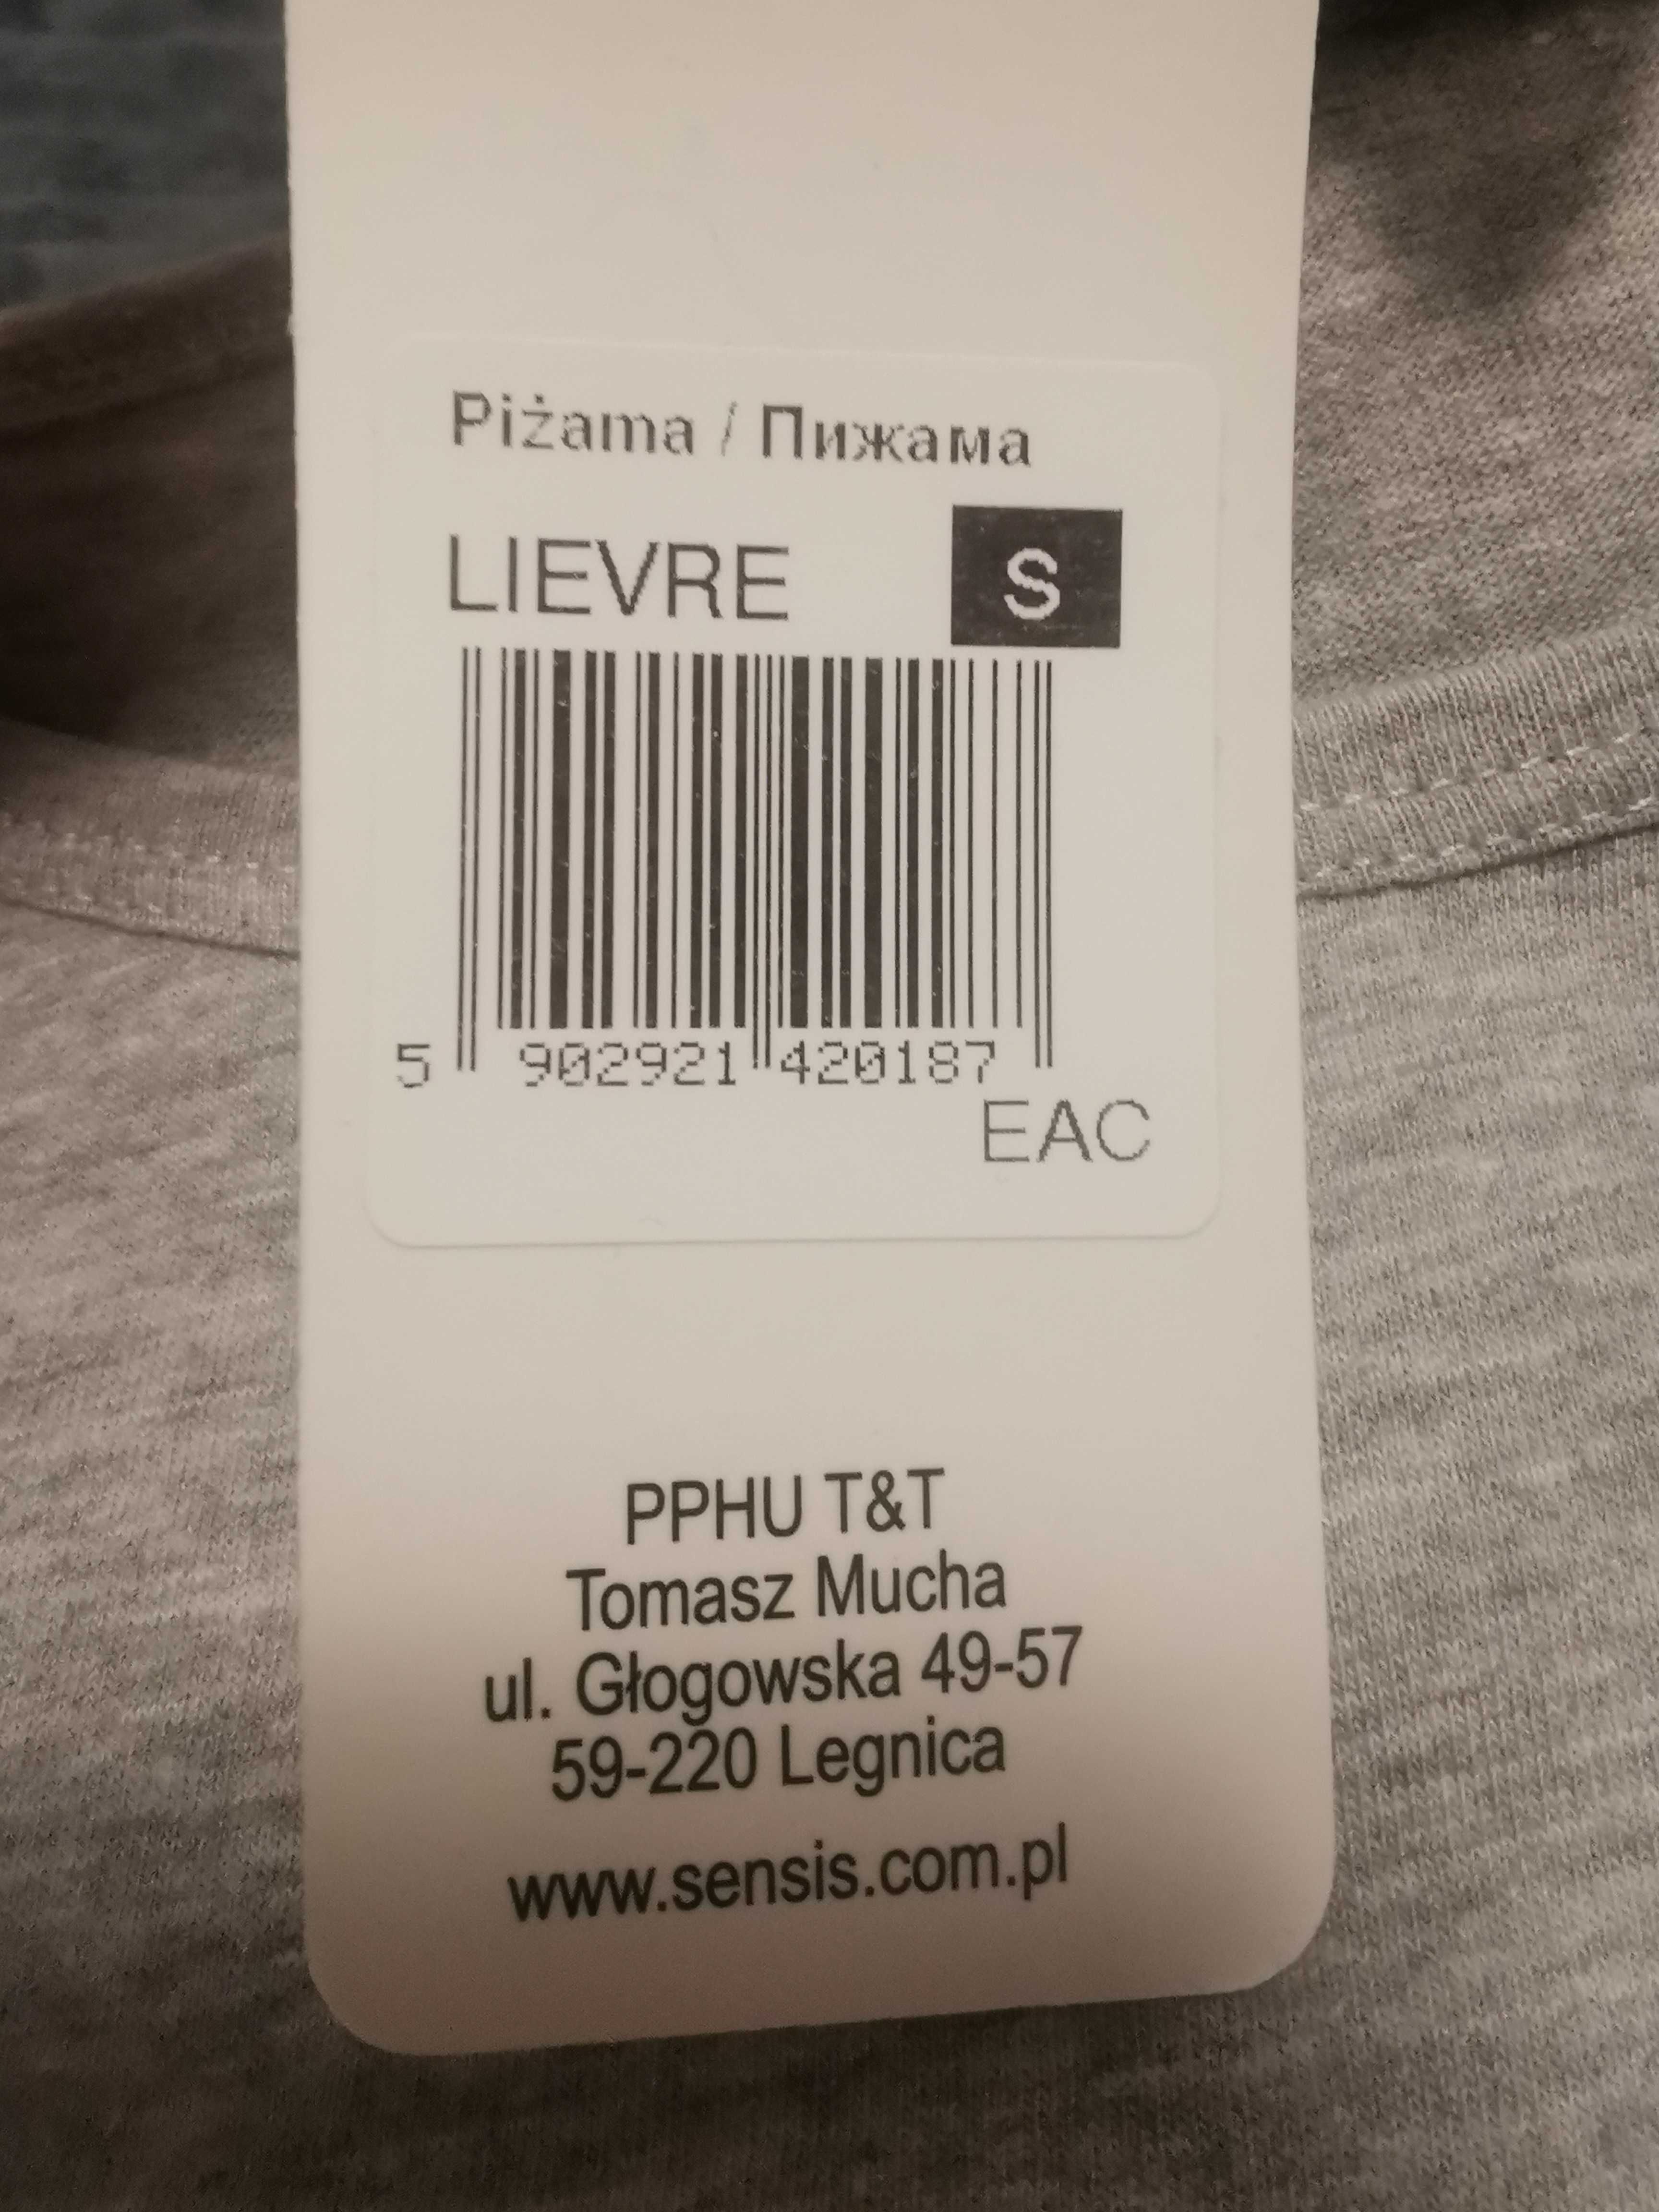 Piżama / Пижама
LIEVRE S
5 902921 420187
EAC
PPHU T&T
Tomasz Mucha
ul. Głogowska 49-57
59-220 Legnica
www.sensis.com.pl